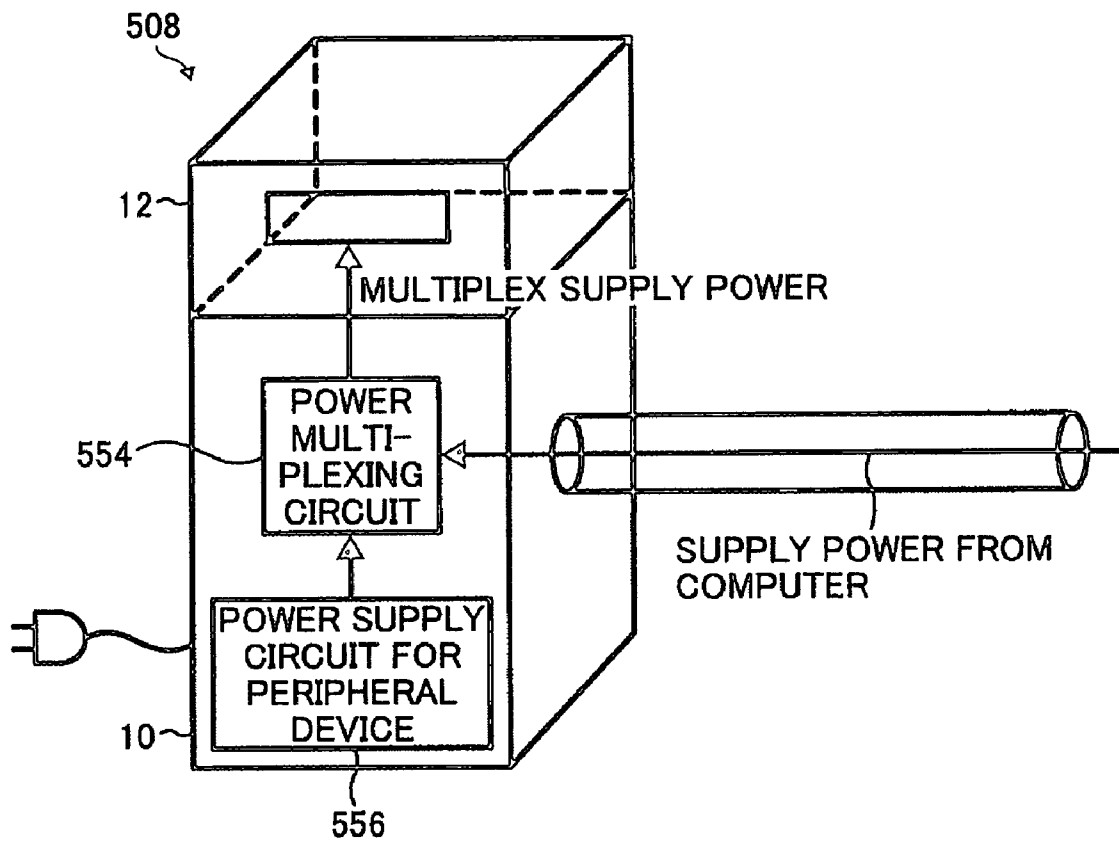 508
12
MULTIPLEX SUPPLY POWER
POWER
MULTI-
PLEXING
CIRCUIT
554
SUPPLY POWER FROM
COMPUTER
POWER SUPPLY
CIRCUIT FOR
PERIPHERAL
DEVICE
10
556